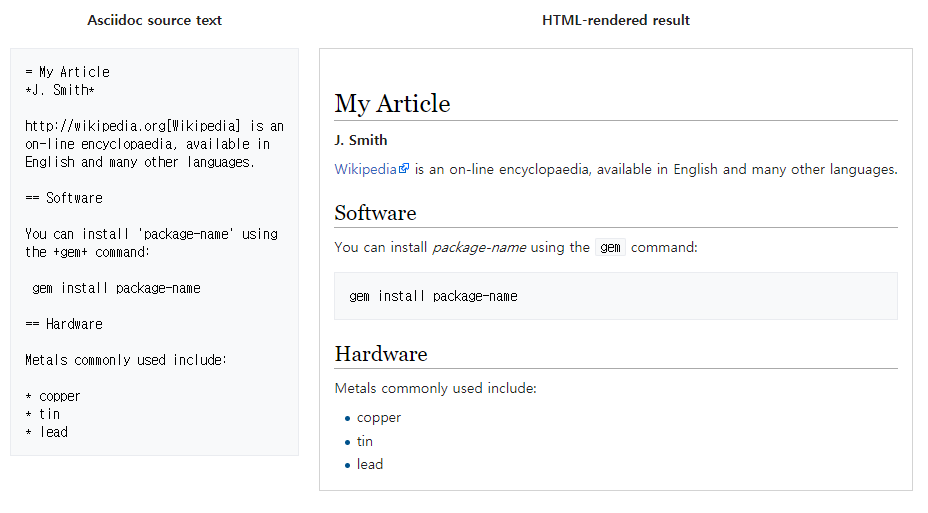 Asciidoc source text
= My Article
*J. Smith*
http://wikipedia.org[Wikipedia] is an
on-line encyclopaedia, available in
English and many other languages.
== Software
You can install 'package-name' using
the +gem+ command:
gem install package-name
== Hardware
Metals commonly used include:
* copper
* tin
* lead
HTML-rendered result
My Article
J. Smith
Wikipedia is an on-line encyclopaedia, available in English and many other languages.
Software
You can install package-name using the gem command:
gem install package-name
Hardware
Metals commonly used include:
• copper
• tin
• lead